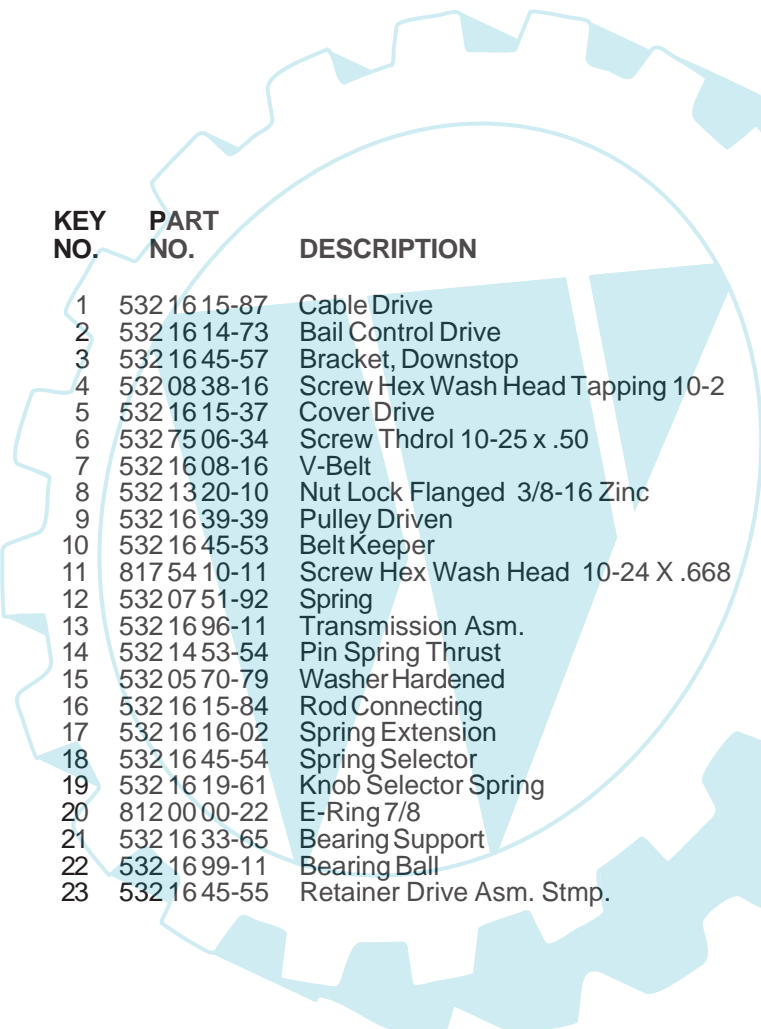 KEY PART
NO. NO. DESCRIPTION
1 532 16 15-87 Cable Drive
2 532 16 14-73 Bail Control Drive
3 532 16 45-57 Bracket, Downstop
4 532 08 38-16 Screw Hex Wash Head Tapping 10-2
5 532 16 15-37 Cover Drive
6 532 75 06-34 Screw Thdrol 10-25 x .50
7 532 16 08-16 V-Belt
8 532 13 20-10 Nut Lock Flanged 3/8-16 Zinc
9 532 16 39-39 Pulley Driven
10 532 16 45-53 Belt Keeper
11 817 54 10-11 Screw Hex Wash Head 10-24 X .668
12 532 07 51-92 Spring
13 532 16 96-11 Transmission Asm.
14 532 14 53-54 Pin Spring Thrust
15 532 05 70-79 Washer Hardened
16 532 16 15-84 Rod Connecting
17 532 16 16-02 Spring Extension
18 532 16 45-54 Spring Selector
19 532 16 19-61 Knob Selector Spring
20 812 00 00-22 E-Ring 7/8
21 532 16 33-65 Bearing Support
22 532 16 99-11 Bearing Ball
23 532 16 45-55 Retainer Drive Asm. Stmp.